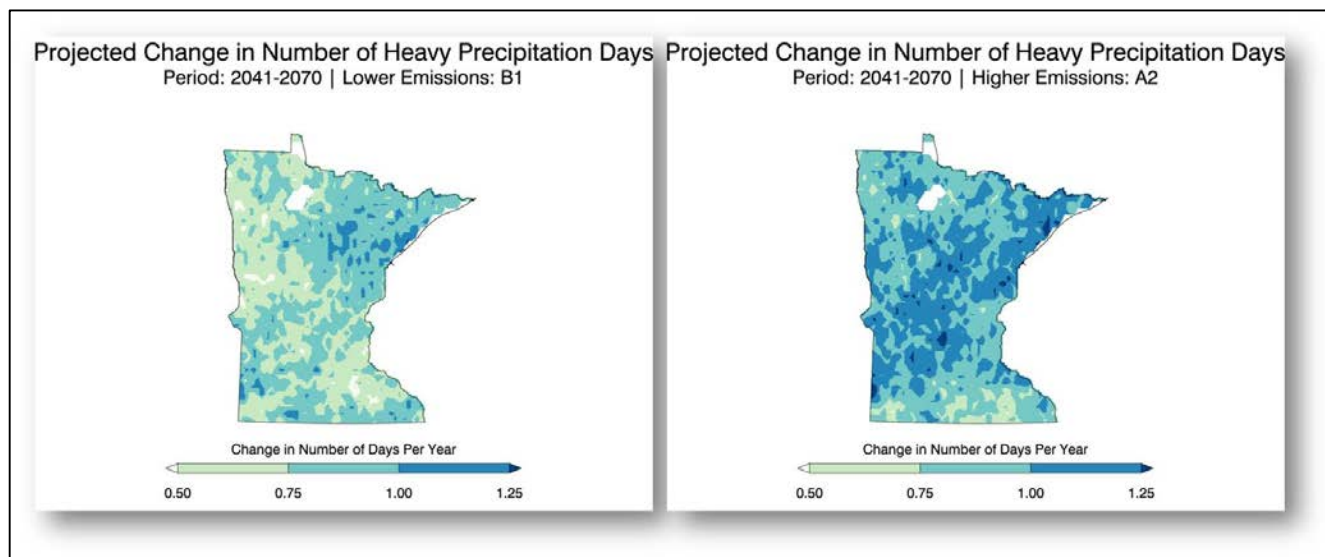 Projected Change in Number of Heavy Precipitation Days
Period: 2041-2070 | Lower Emissions: B1
Change in Number of Days Per Year
0.50 0.75 1.00 1.25
Projected Change in Number of Heavy Precipitation Days
Period: 2041-2070 | Higher Emissions: A2
Change in Number of Days Per Year
0.50 0.75 1.00 1.25